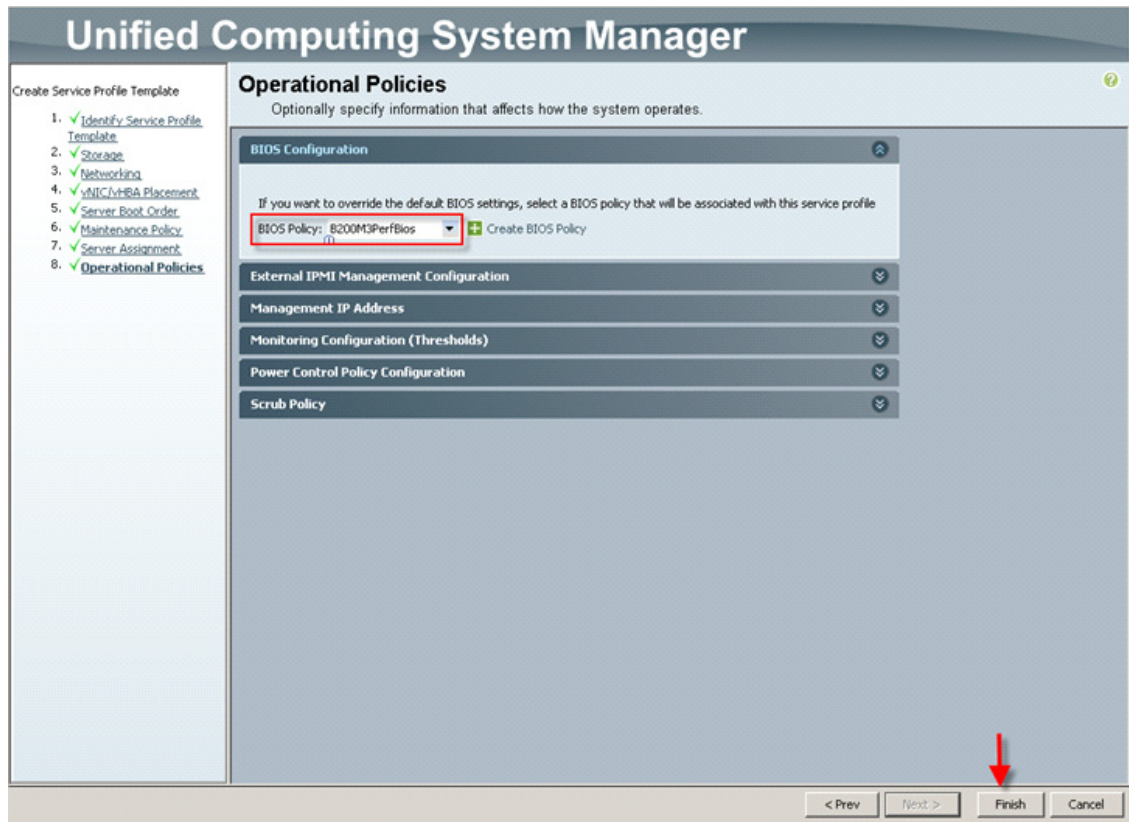 Unified Computing System Manager
Create Service Profile Template
1. Identify Service Profile
Template
2. Storage
3. Networking
4. vNIC/vHBA Placement
5. Server Boot Order
6. Maintenance Policy
7. Server Assignment
8. Operational Policies
Operational Policies
Optionally specify information that affects how the system operates.
BIOS Configuration
If you want to override the default BIOS settings, select a BIOS policy that will be associated with this service profile
BIOS Policy: B200M3PerfBios Create BIOS Policy
External IPMI Management Configuration
Management IP Address
Monitoring Configuration (Thresholds)
Power Control Policy Configuration
Scrub Policy
< Prev Next > Finish Cancel